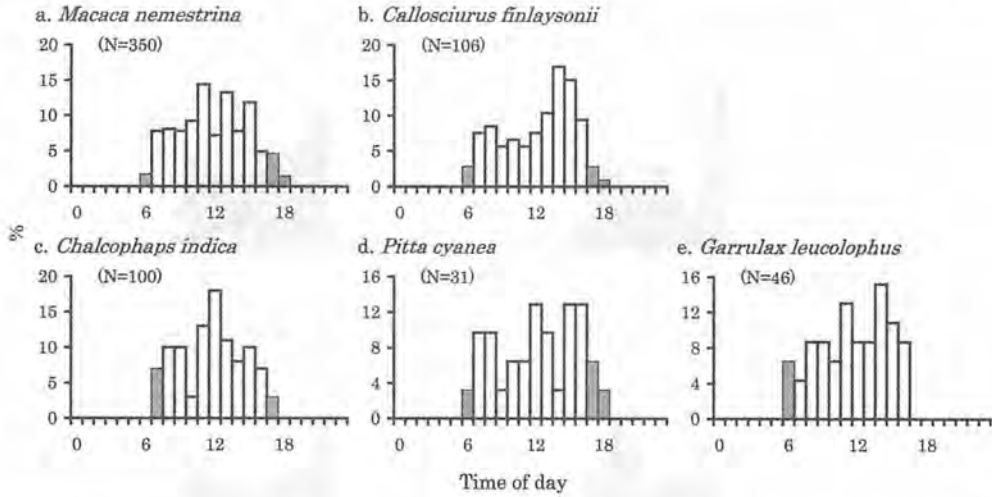 a. Macaca nemestrina
b. Callosciurus finlaysonii
(N=350)
(N=106)
20
15
10
5
0
0 6 12 18
20
15
10
5
0
0 6 12 18
%
c. Chalcophaps indica
d. Pitta cyanea
e. Garrulax leucolophus
(N=100)
(N=31)
(N=46)
20
15
10
5
0
0 6 12 18
16
12
8
4
0
0 6 12 18
16
12
8
4
0
0 6 12 18
Time of day